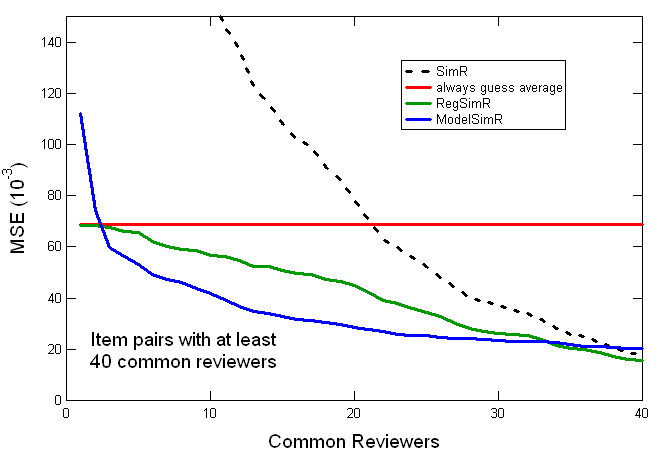 140
120
100
80
60
40
20
0
MSE (10⁻³)
SimR
always guess average
RegSimR
ModelSimR
Item pairs with at least
40 common reviewers
0 10 20 30 40
Common Reviewers